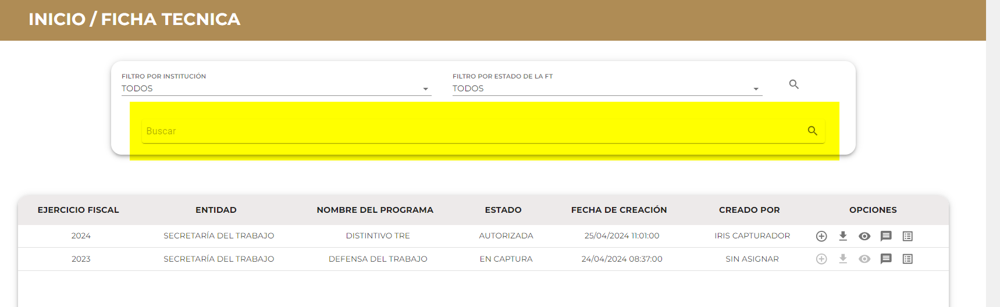 INICIO / FICHA TECNICA
FILTRO POR INSTITUCIÓN FILTRO POR ESTADO DE LA FT
TODOS TODOS
Buscar
EJERCICIO FISCAL ENTIDAD NOMBRE DEL PROGRAMA ESTADO FECHA DE CREACIÓN CREADO POR OPCIONES
2024 SECRETARÍA DEL TRABAJO DISTINTIVO TRE AUTORIZADA 25/04/2024 11:01:00 IRIS CAPTURADOR
2023 SECRETARÍA DEL TRABAJO DEFENSA DEL TRABAJO EN CAPTURA 24/04/2024 08:37:00 SIN ASIGNAR